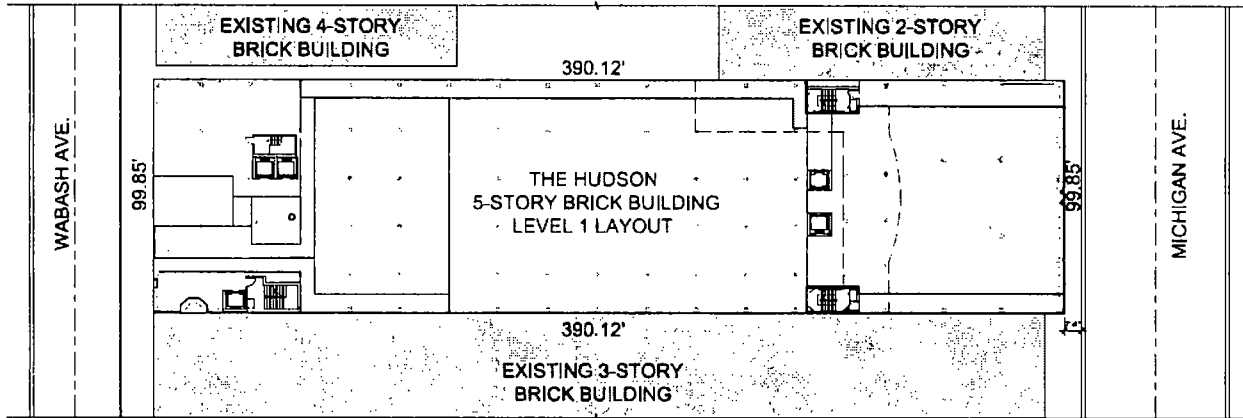 EXISTING 4-STORY
BRICK BUILDING
EXISTING 2-STORY
BRICK BUILDING
390.12'
WABASH AVE.
99.85'
THE HUDSON
5-STORY BRICK BUILDING
LEVEL 1 LAYOUT
99.85'
MICHIGAN AVE.
390.12'
EXISTING 3-STORY
BRICK BUILDING